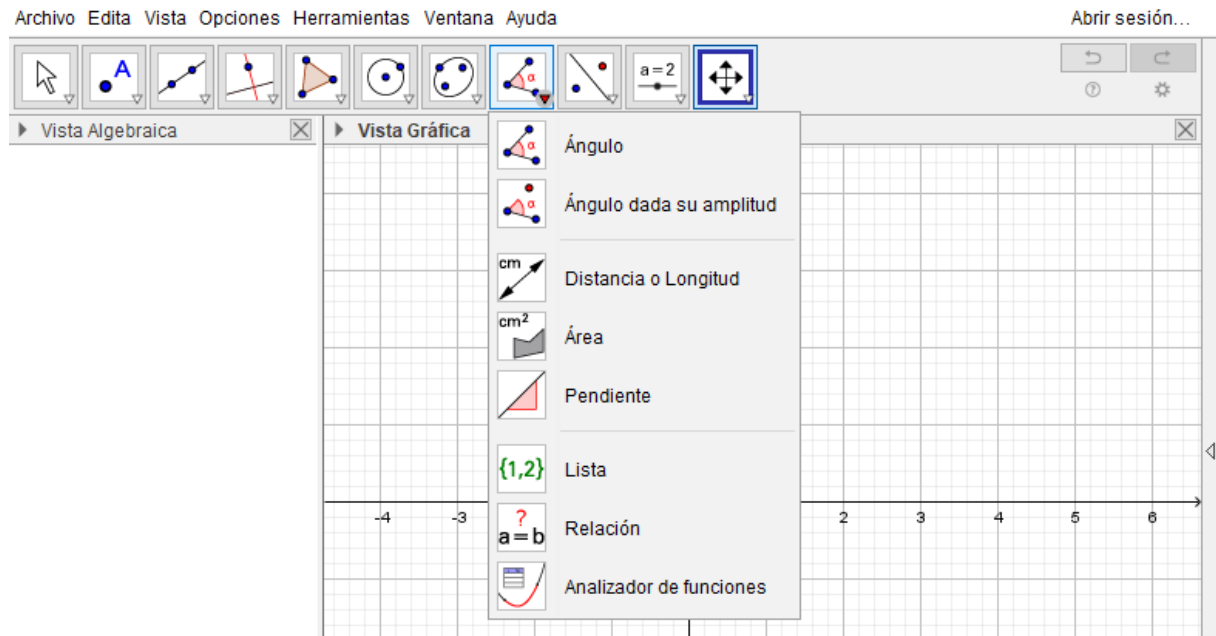 Archivo Edita Vista Opciones Herramientas Ventana Ayuda Abrir sesión...
A α a=2
Vista Algebraica Vista Gráfica
α Ángulo
α Ángulo dada su amplitud
cm Distancia o Longitud
cm² Área
Pendiente
{1,2} Lista
? a=b Relación
Analizador de funciones
-4 -3 2 3 4 5 6